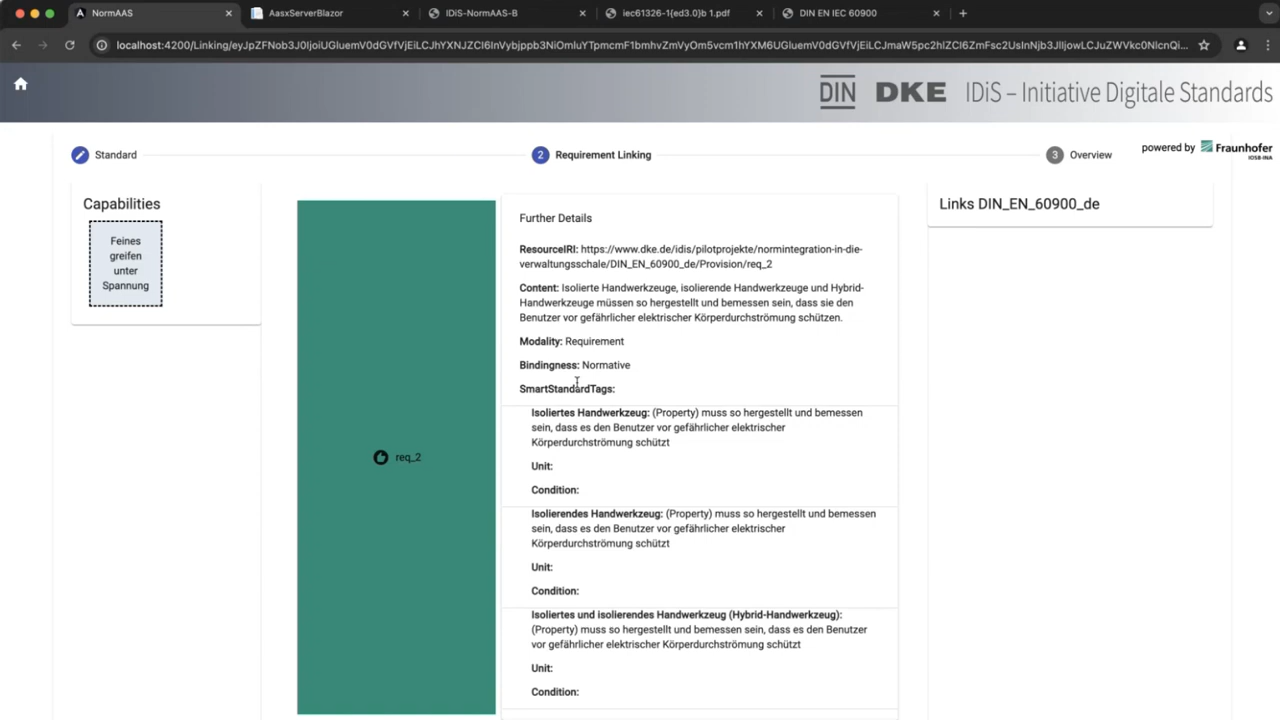 NormAAS
AasxServerBlazor
IDiS-NormAAS-B
iec61326-1{ed3.0}b 1.pdf
DIN EN IEC 60900
DIN DKE IDiS – Initiative Digitale Standards
Standard
2 Requirement Linking
3 Overview
powered by Fraunhofer
IOSB-INA
Capabilities
Feines
greifen
unter
Spannung
req_2
Further Details
ResourceIRI: https://www.dke.de/idis/pilotprojekte/normintegration-in-die-
verwaltungsschale/DIN_EN_60900_de/Provision/req_2
Content: Isolierte Handwerkzeuge, isolierende Handwerkzeuge und Hybrid-
Handwerkzeuge müssen so hergestellt und bemessen sein, dass sie den
Benutzer vor gefährlicher elektrischer Körperdurchströmung schützen.
Modality: Requirement
Bindingness: Normative
SmartStandardTags:
Isoliertes Handwerkzeug: (Property) muss so hergestellt und bemessen
sein, dass es den Benutzer vor gefährlicher elektrischer
Körperdurchströmung schützt
Unit:
Condition:
Isolierendes Handwerkzeug: (Property) muss so hergestellt und bemessen
sein, dass es den Benutzer vor gefährlicher elektrischer
Körperdurchströmung schützt
Unit:
Condition:
Isoliertes und isolierendes Handwerkzeug (Hybrid-Handwerkzeug):
(Property) muss so hergestellt und bemessen sein, dass es den Benutzer
vor gefährlicher elektrischer Körperdurchströmung schützt
Unit:
Condition:
Links DIN_EN_60900_de